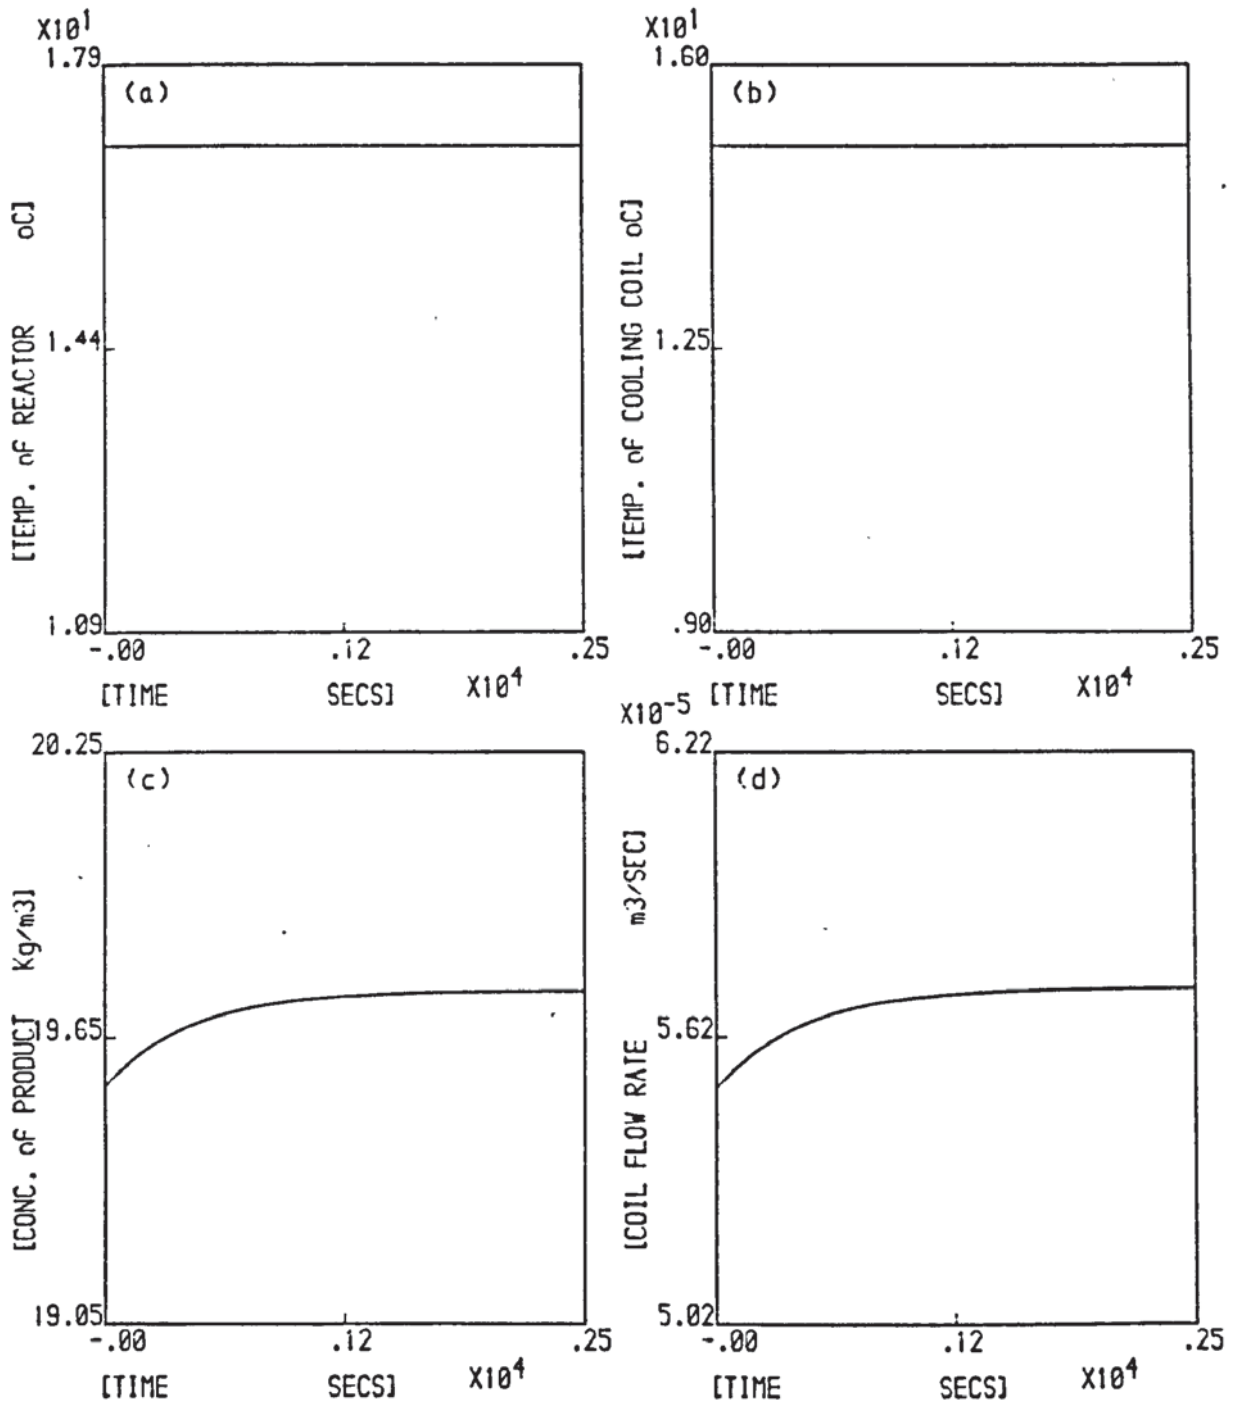 X10¹
1.79
(a)
[TEMP. of REACTOR oC]
1.44
1.09
-.00 .12 .25
[TIME SECS] X10⁴
X10¹
1.60
(b)
[TEMP. of COOLING COIL oC]
1.25
.90
-.00 .12 .25
[TIME SECS] X10⁴
20.25
(c)
[CONC. of PRODUCT Kg/m3]
19.65
19.05
-.00 .12 .25
[TIME SECS] X10⁴
X10⁻⁵
6.22
(d)
[COIL FLOW RATE m3/SEC]
5.62
5.02
-.00 .12 .25
[TIME SECS] X10⁴